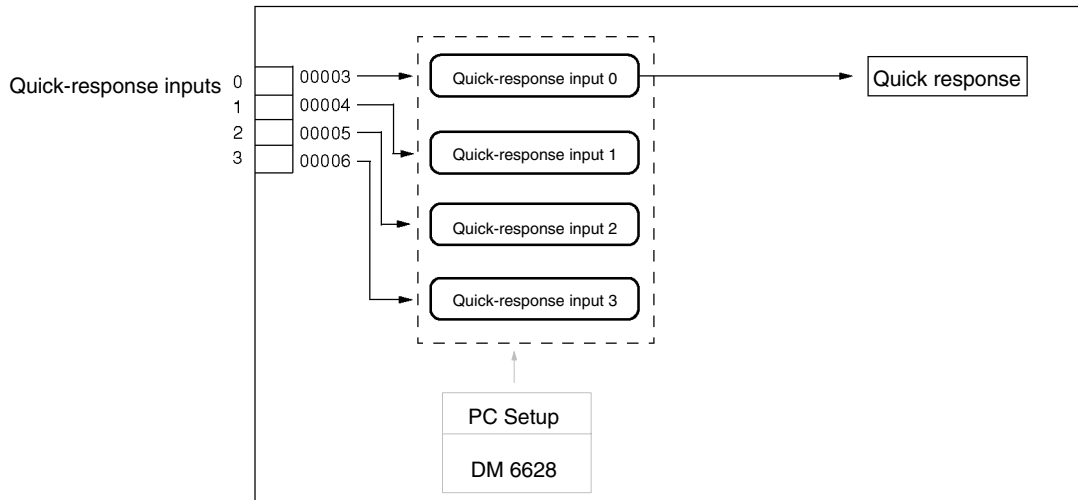 Quick-response inputs
0
00003
Quick-response input 0
Quick response
1
00004
Quick-response input 1
2
00005
Quick-response input 2
3
00006
Quick-response input 3
PC Setup
DM 6628